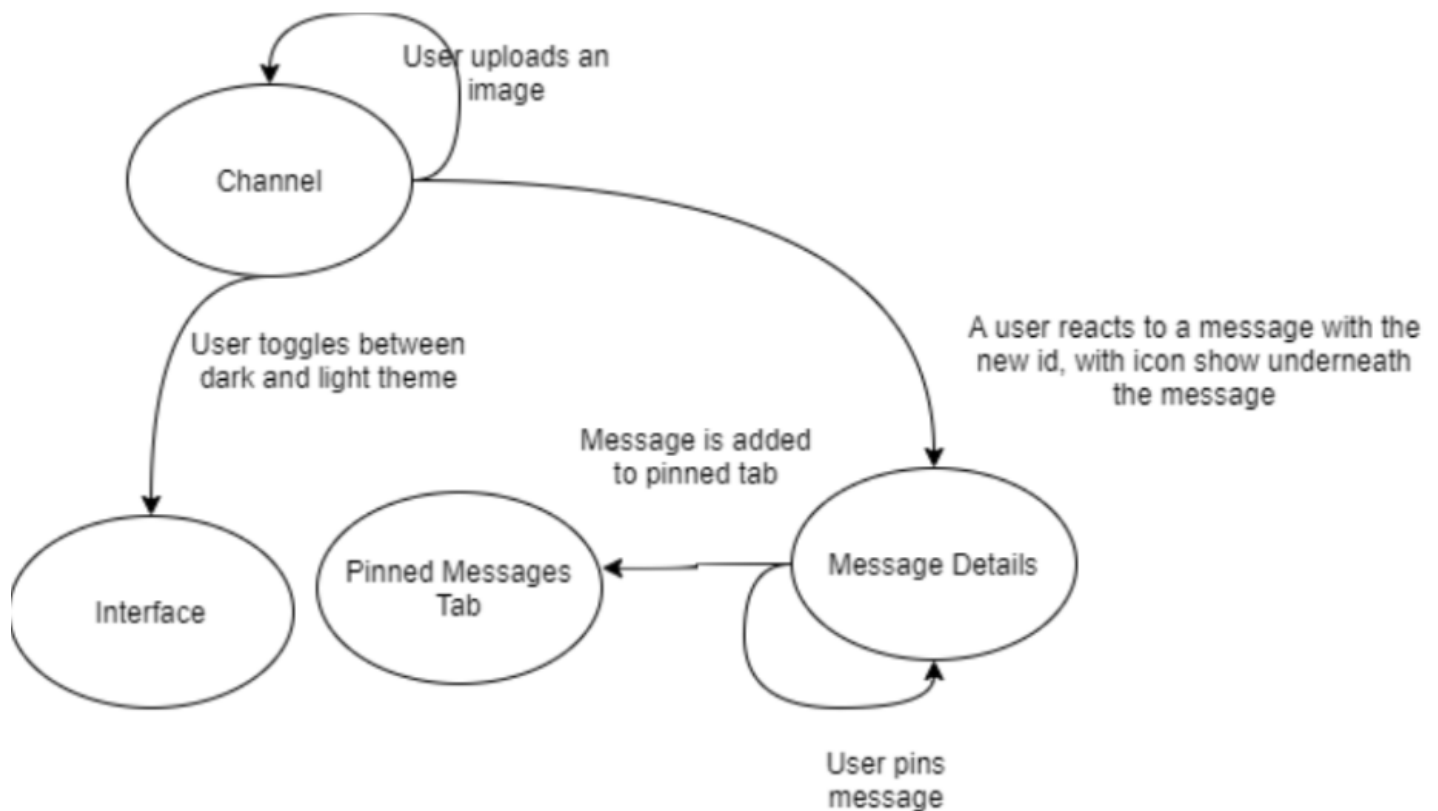 User uploads an
image
Channel
User toggles between
dark and light theme
A user reacts to a message with the
new id, with icon show underneath
the message
Message is added
to pinned tab
Pinned Messages
Tab
Message Details
Interface
User pins
message